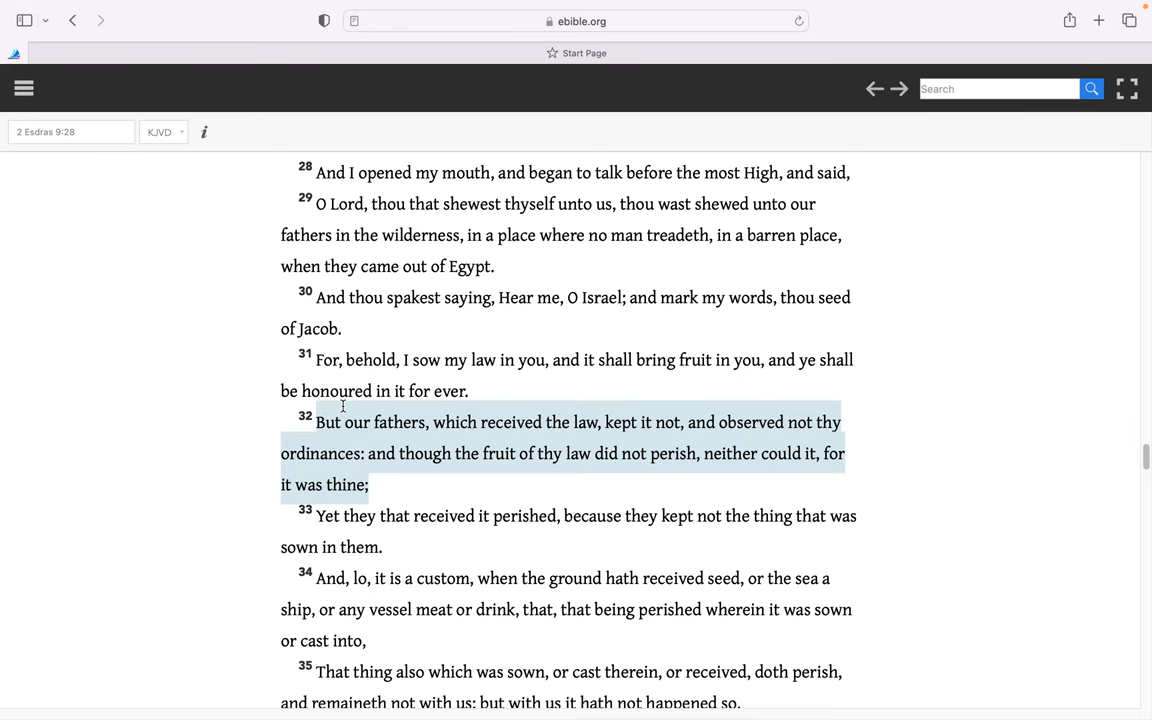 ebible.org
Start Page
Search
2 Esdras 9:28
KJVD
i
28 And I opened my mouth, and began to talk before the most High, and said,
29 O Lord, thou that shewest thyself unto us, thou wast shewed unto our
fathers in the wilderness, in a place where no man treadeth, in a barren place,
when they came out of Egypt.
30 And thou spakest saying, Hear me, O Israel; and mark my words, thou seed
of Jacob.
31 For, behold, I sow my law in you, and it shall bring fruit in you, and ye shall
be honoured in it for ever.
32 But our fathers, which received the law, kept it not, and observed not thy
ordinances: and though the fruit of thy law did not perish, neither could it, for
it was thine;
33 Yet they that received it perished, because they kept not the thing that was
sown in them.
34 And, lo, it is a custom, when the ground hath received seed, or the sea a
ship, or any vessel meat or drink, that, that being perished wherein it was sown
or cast into,
35 That thing also which was sown, or cast therein, or received, doth perish,
and remaineth not with us: but with us it hath not happened so.